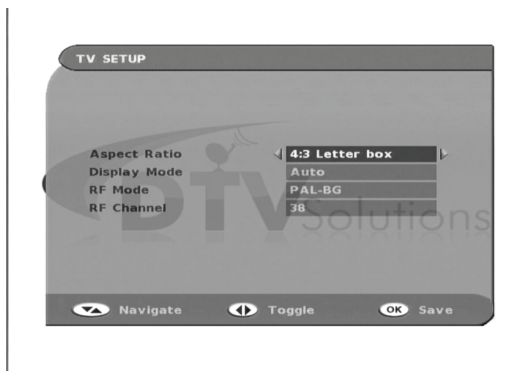 TV SETUP
Aspect Ratio 4:3 Letter box
Display Mode Auto
RF Mode PAL-BG
RF Channel 38
DTV Solutions
Navigate Toggle OK Save